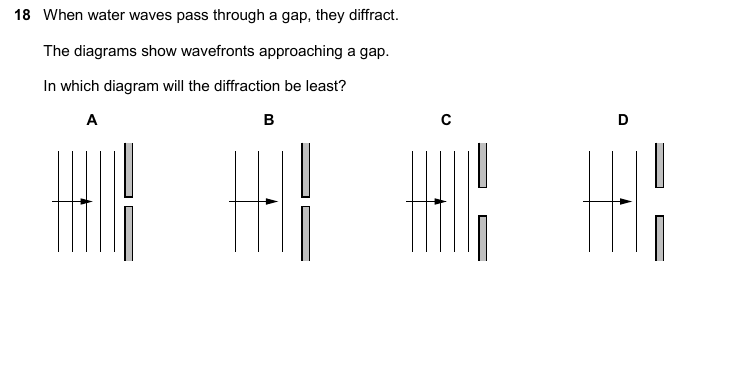 18 When water waves pass through a gap, they diffract.
The diagrams show wavefronts approaching a gap.
In which diagram will the diffraction be least?
A B C D